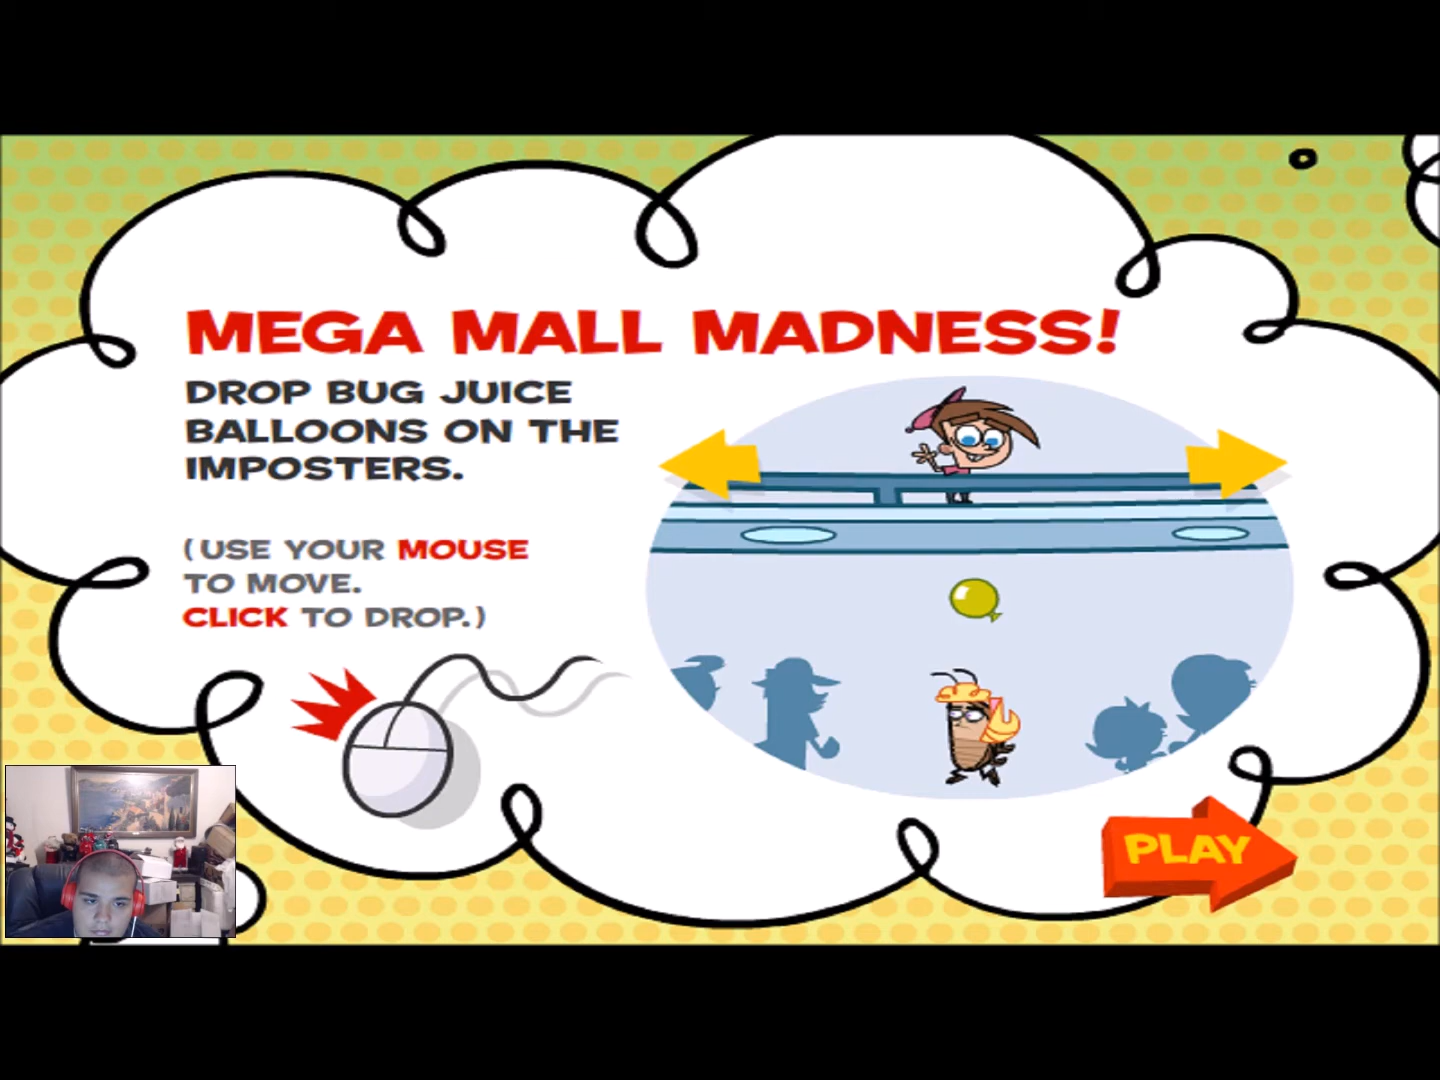 MEGA MALL MADNESS!
DROP BUG JUICE
BALLOONS ON THE
IMPOSTERS.
(USE YOUR MOUSE
TO MOVE.
CLICK TO DROP.)
PLAY